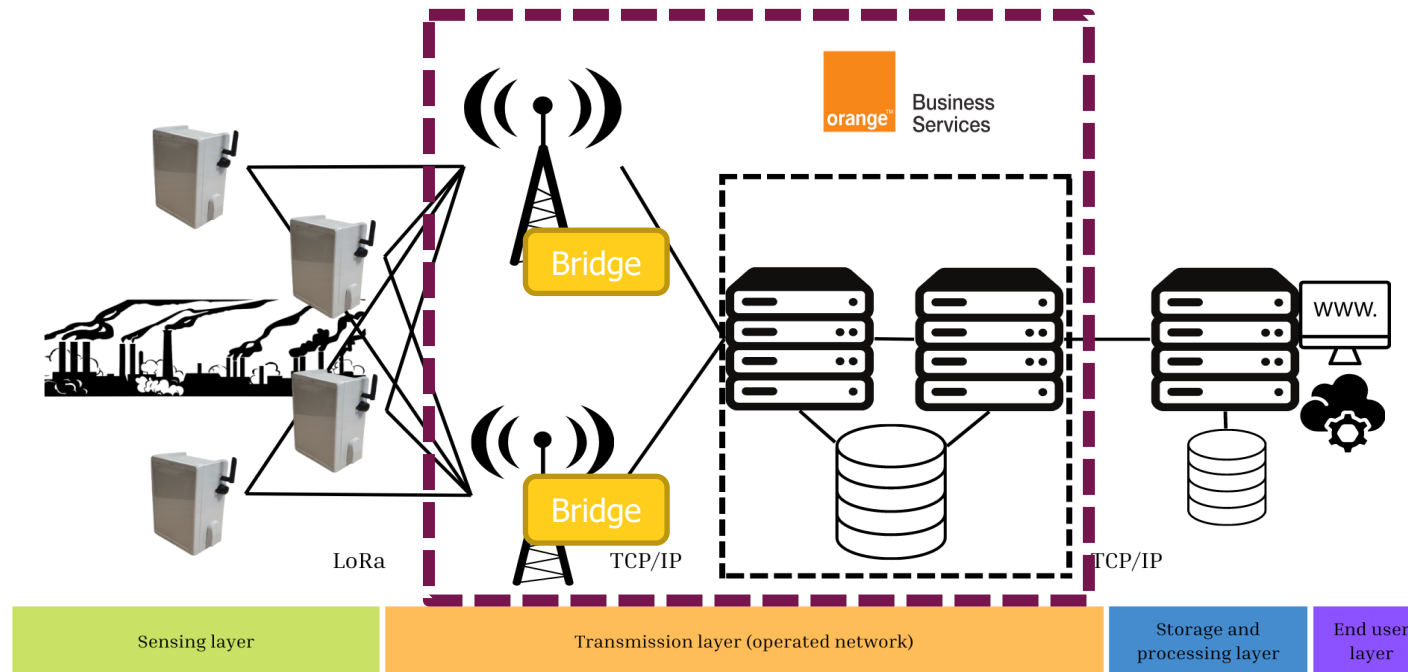 orange™
Business
Services
Bridge
Bridge
www.
LoRa
TCP/IP
TCP/IP
Sensing layer
Transmission layer (operated network)
Storage and
processing layer
End user
layer